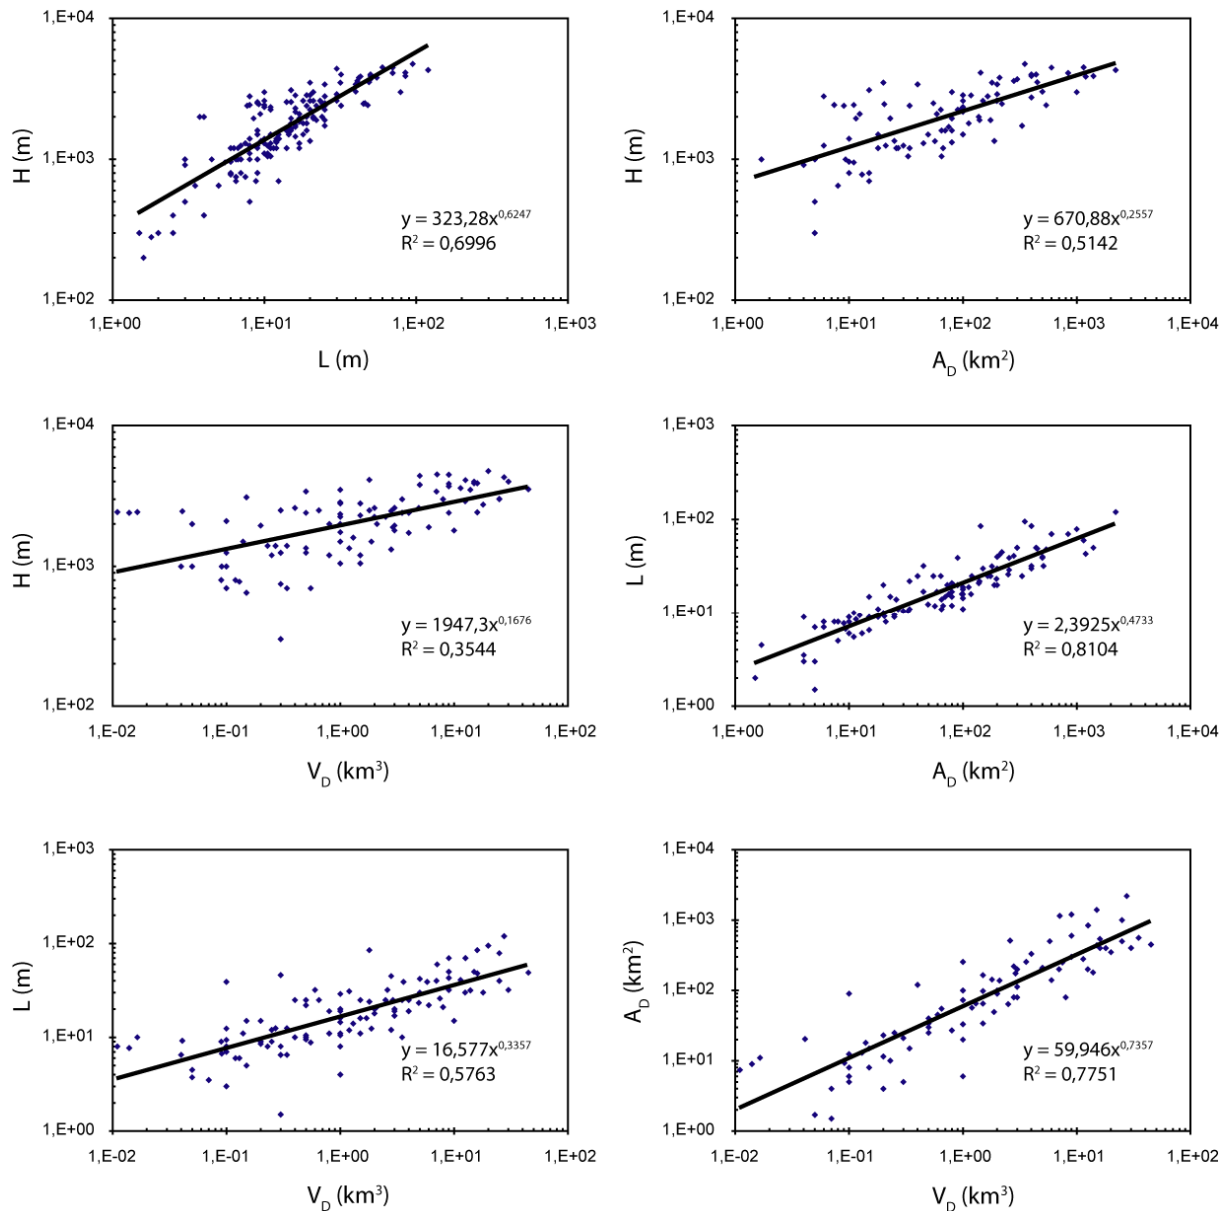 1,E+04
1,E+03
1,E+02
H (m)
y = 323,28x^0,6247
R² = 0,6996
1,E+00 1,E+01 1,E+02 1,E+03
L (m)
1,E+04
1,E+03
1,E+02
H (m)
y = 670,88x^0,2557
R² = 0,5142
1,E+00 1,E+01 1,E+02 1,E+03 1,E+04
A_D (km²)
1,E+04
1,E+03
1,E+02
H (m)
y = 1947,3x^0,1676
R² = 0,3544
1,E-02 1,E-01 1,E+00 1,E+01 1,E+02
V_D (km³)
1,E+03
1,E+02
1,E+01
1,E+00
L (m)
y = 2,3925x^0,4733
R² = 0,8104
1,E+00 1,E+01 1,E+02 1,E+03 1,E+04
A_D (km²)
1,E+03
1,E+02
1,E+01
1,E+00
L (m)
y = 16,577x^0,3357
R² = 0,5763
1,E-02 1,E-01 1,E+00 1,E+01 1,E+02
V_D (km³)
1,E+04
1,E+03
1,E+02
1,E+01
1,E+00
A_D (km²)
y = 59,946x^0,7357
R² = 0,7751
1,E-02 1,E-01 1,E+00 1,E+01 1,E+02
V_D (km³)